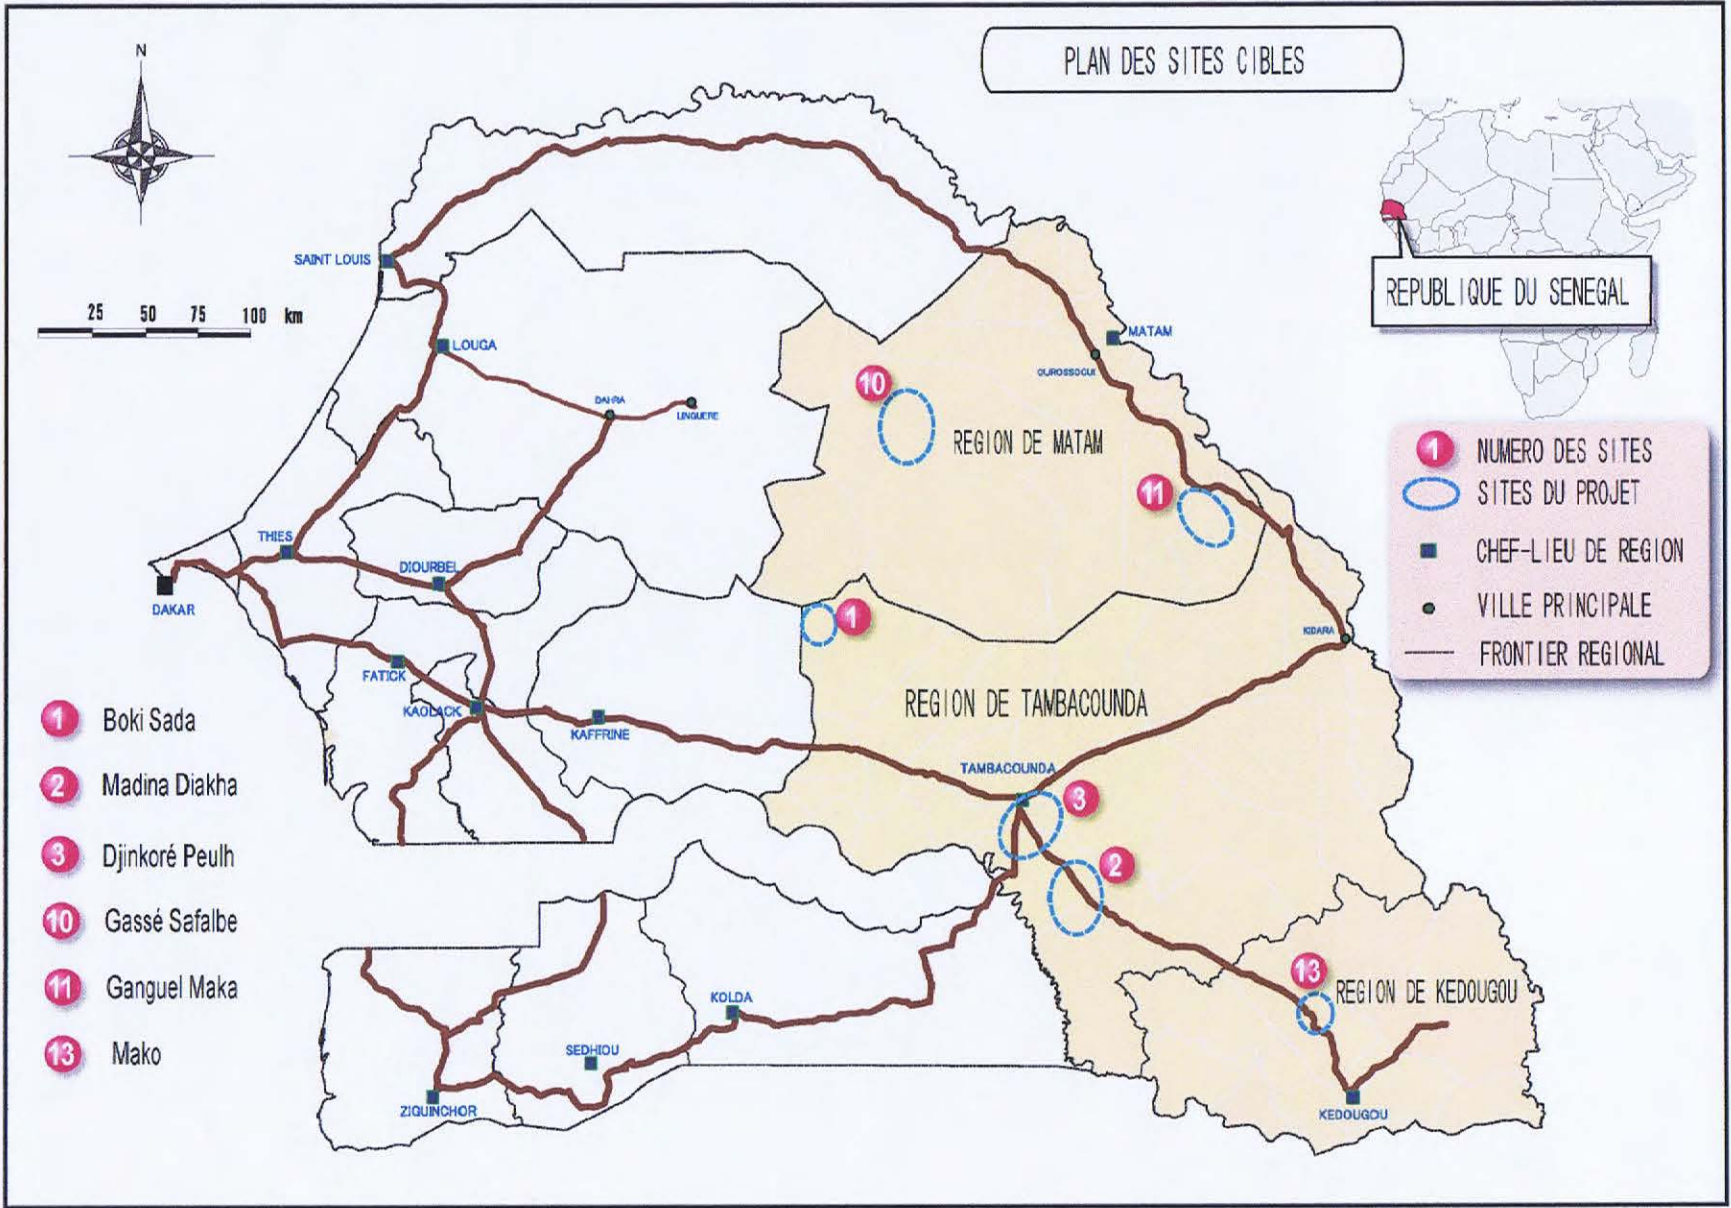 PLAN DES SITES CIBLES
N
SAINT LOUIS
25 50 75 100 km
LOUGA
DAHRA
LINGUERE
MATAM
OUROSSOGUI
REPUBLIQUE DU SENEGAL
10
REGION DE MATAM
11
1 NUMERO DES SITES
SITES DU PROJET
CHEF-LIEU DE REGION
VILLE PRINCIPALE
FRONTIER REGIONAL
THIES
DIOURBEL
DAKAR
1
KIDARA
FATICK
KAOLACK
KAFFRINE
REGION DE TAMBACOUNDA
TAMBACOUNDA
3
2
13
REGION DE KEDOUGOU
KOLDA
SEDHIOU
ZIQUINCHOR
KEDOUGOU
1 Boki Sada
2 Madina Diakha
3 Djinkoré Peulh
10 Gassé Safalbe
11 Ganguel Maka
13 Mako